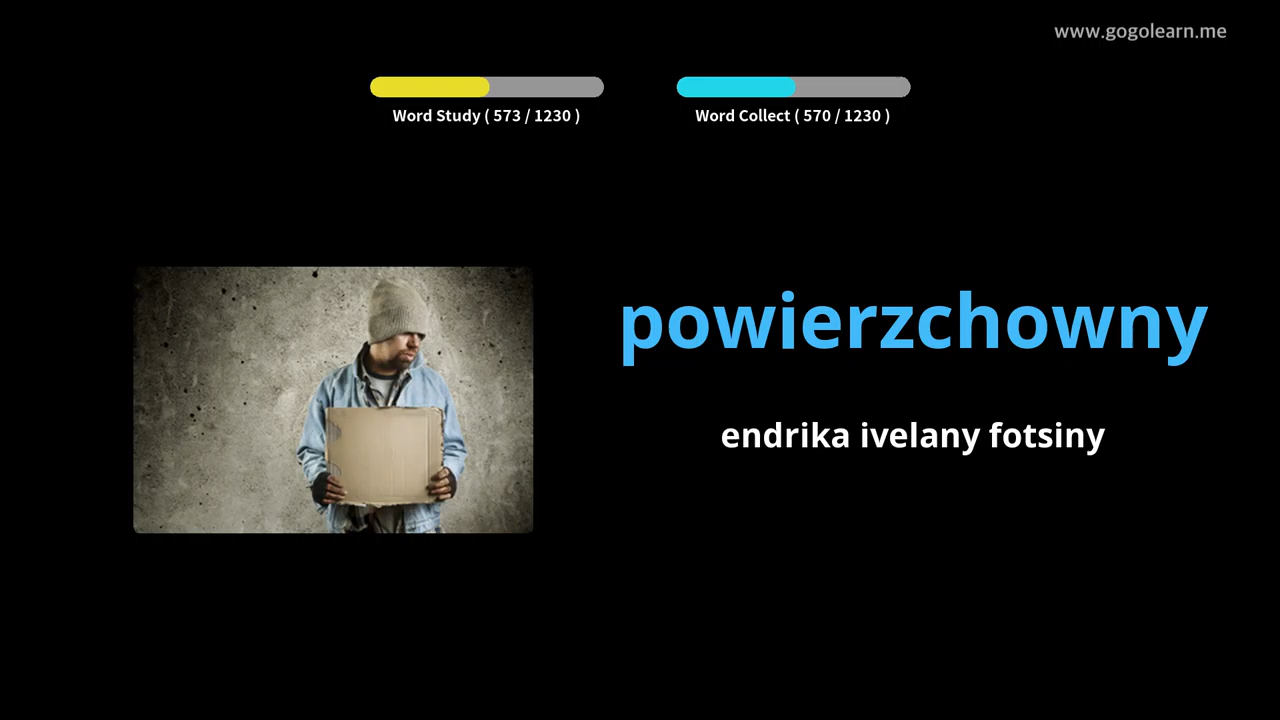 www.gogolearn.me
Word Study ( 573 / 1230 )
Word Collect ( 570 / 1230 )
powierzchowny
endrika ivelany fotsiny